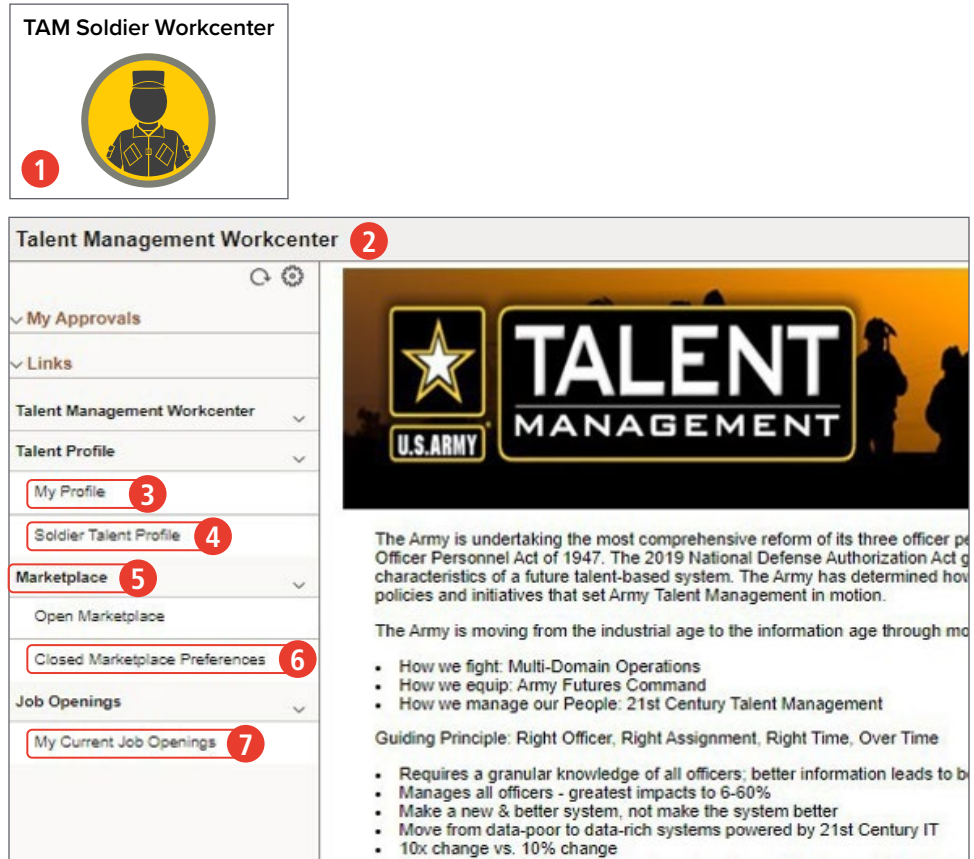 TAM Soldier Workcenter
1
Talent Management Workcenter 2
My Approvals
Links
Talent Management Workcenter
Talent Profile
My Profile 3
Soldier Talent Profile 4
Marketplace 5
Open Marketplace
Closed Marketplace Preferences 6
Job Openings
My Current Job Openings 7
U.S.ARMY
TALENT
MANAGEMENT
The Army is undertaking the most comprehensive reform of its three officer pe
Officer Personnel Act of 1947. The 2019 National Defense Authorization Act g
characteristics of a future talent-based system. The Army has determined how
policies and initiatives that set Army Talent Management in motion.
The Army is moving from the industrial age to the information age through mo
• How we fight: Multi-Domain Operations
• How we equip: Army Futures Command
• How we manage our People: 21st Century Talent Management
Guiding Principle: Right Officer, Right Assignment, Right Time, Over Time
• Requires a granular knowledge of all officers; better information leads to b
• Manages all officers - greatest impacts to 6-60%
• Make a new & better system, not make the system better
• Move from data-poor to data-rich systems powered by 21st Century IT
• 10x change vs. 10% change